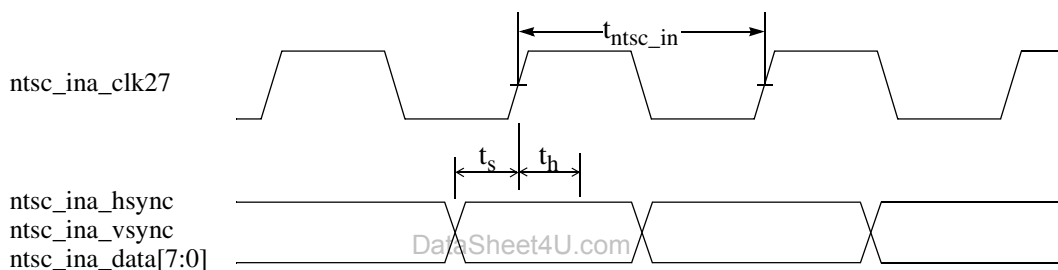 t_ntsc_in
ntsc_ina_clk27
t_s t_h
ntsc_ina_hsync
ntsc_ina_vsync
ntsc_ina_data[7:0]
DataSheet4U.com